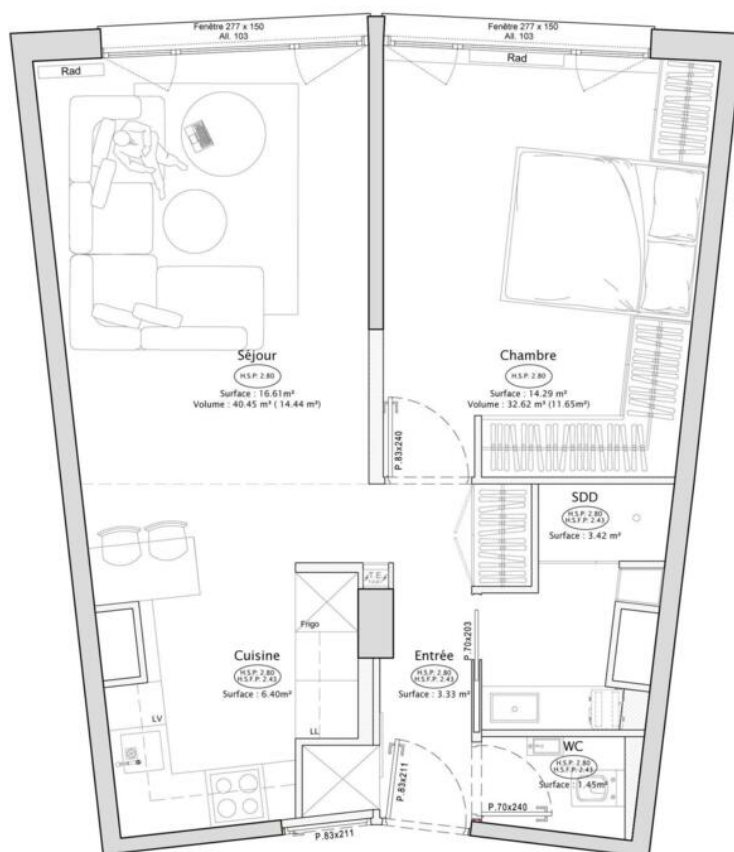 Fenêtre 277 x 150
All. 103
Fenêtre 277 x 150
All. 103
Rad
Rad
Séjour
H.S.P: 2.80
Surface : 16.61m²
Volume : 40.45 m³ ( 14.44 m²)
Chambre
H.S.P: 2.80
Surface : 14.29 m²
Volume : 32.62 m³ (11.65m²)
P.83x240
SDD
H.S.P: 2.80
H.S.F.P: 2.43
Surface : 3.42 m²
T.E
Frigo
P.70x203
Cuisine
H.S.P: 2.80
H.S.F.P: 2.43
Surface : 6.40m²
Entrée
H.S.P: 2.80
H.S.F.P: 2.43
Surface : 3.33 m²
LV
LL
WC
H.S.P: 2.80
H.S.F.P: 2.43
Surface : 1.45m²
P.83x211
P.70x240
P.83x211